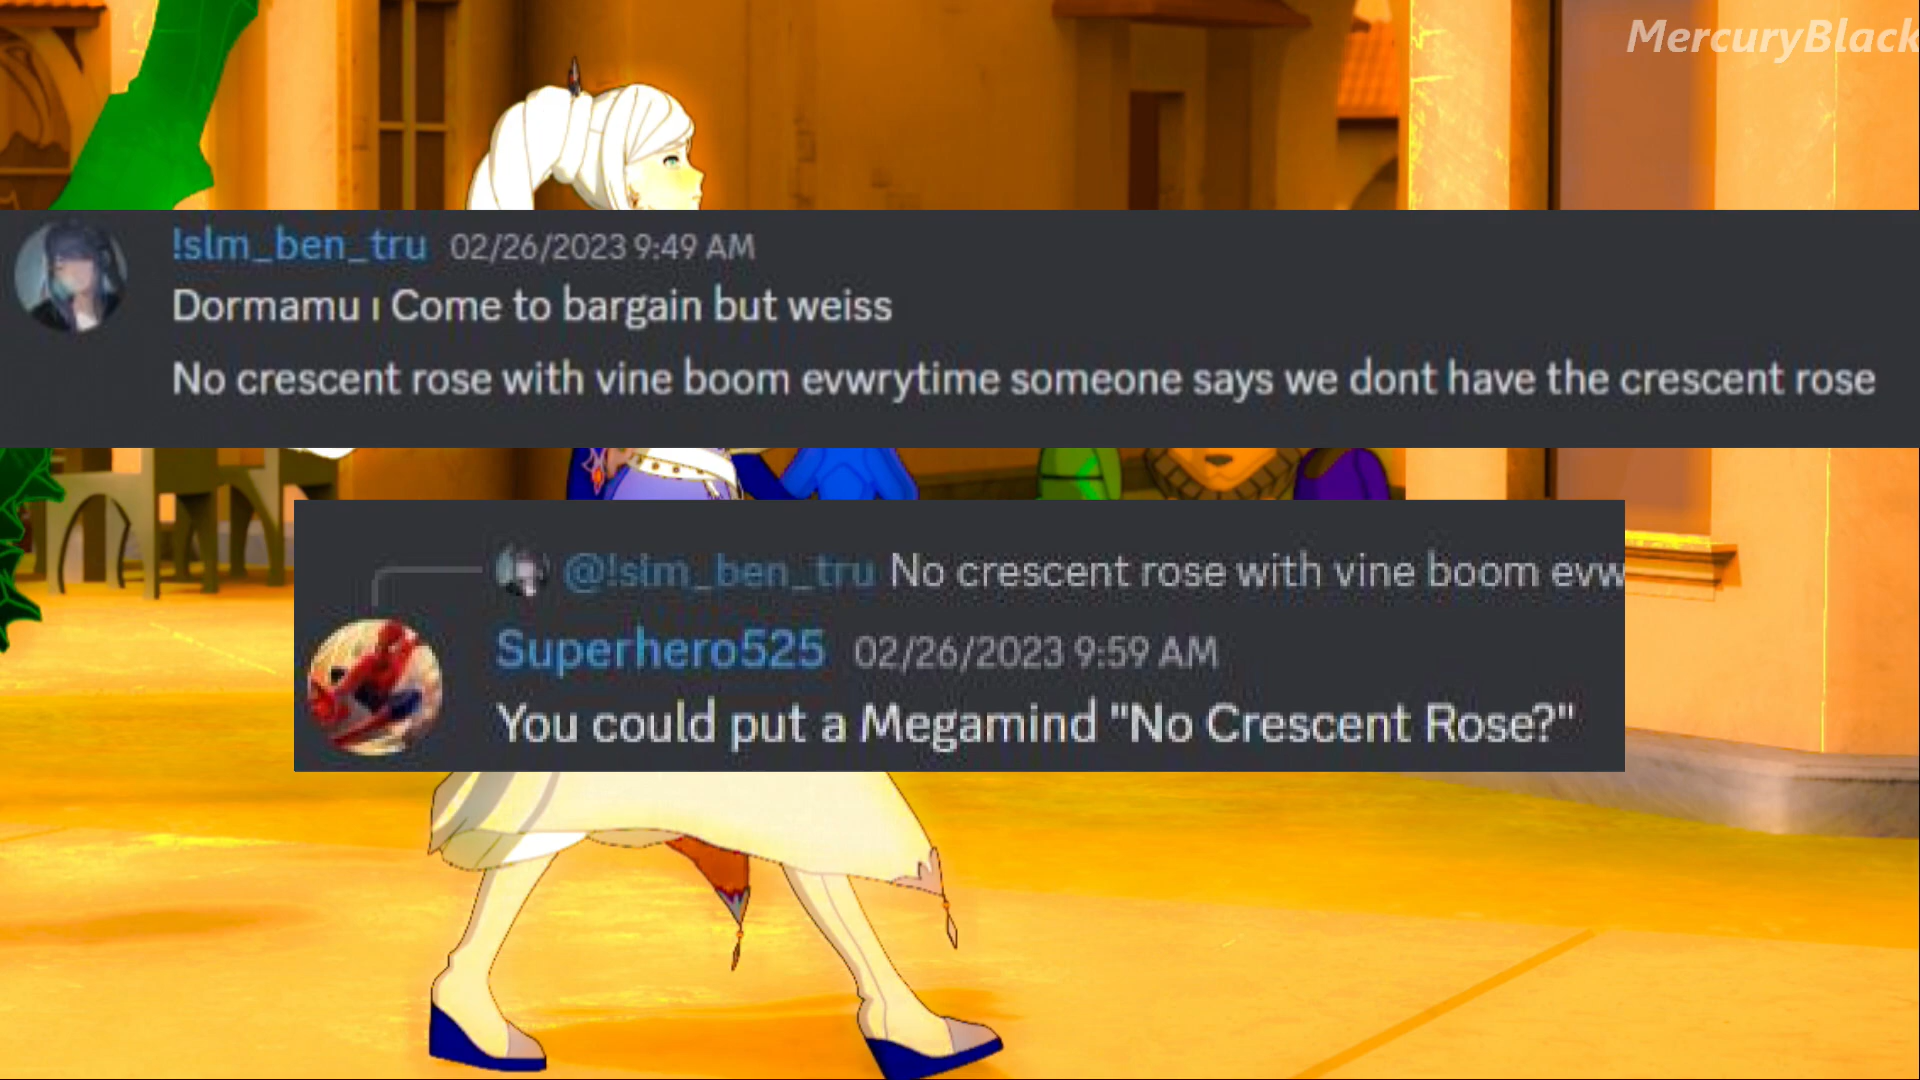 MercuryBlack
!slm_ben_tru 02/26/2023 9:49 AM
Dormamu ı Come to bargain but weiss
No crescent rose with vine boom evwrytime someone says we dont have the crescent rose
@!slm_ben_tru No crescent rose with vine boom evw
Superhero525 02/26/2023 9:59 AM
You could put a Megamind "No Crescent Rose?"